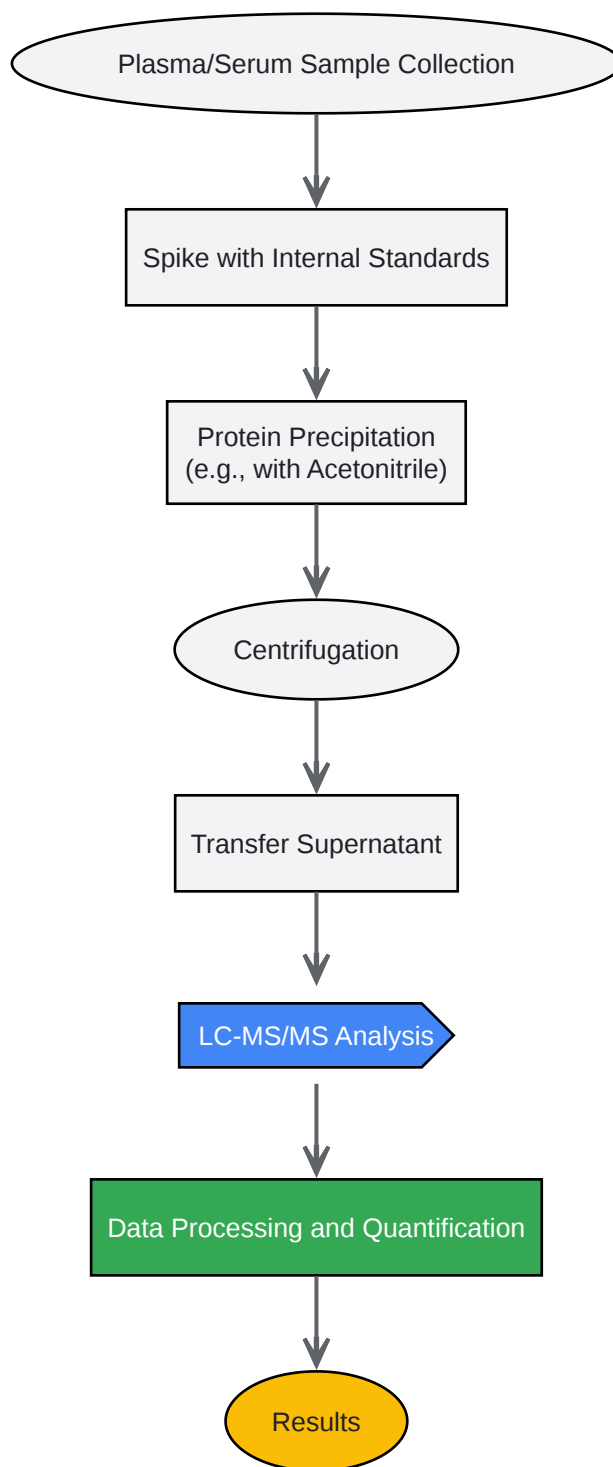 Plasma/Serum Sample Collection
Spike with Internal Standards
Protein Precipitation
(e.g., with Acetonitrile)
Centrifugation
Transfer Supernatant
LC-MS/MS Analysis
Data Processing and Quantification
Results